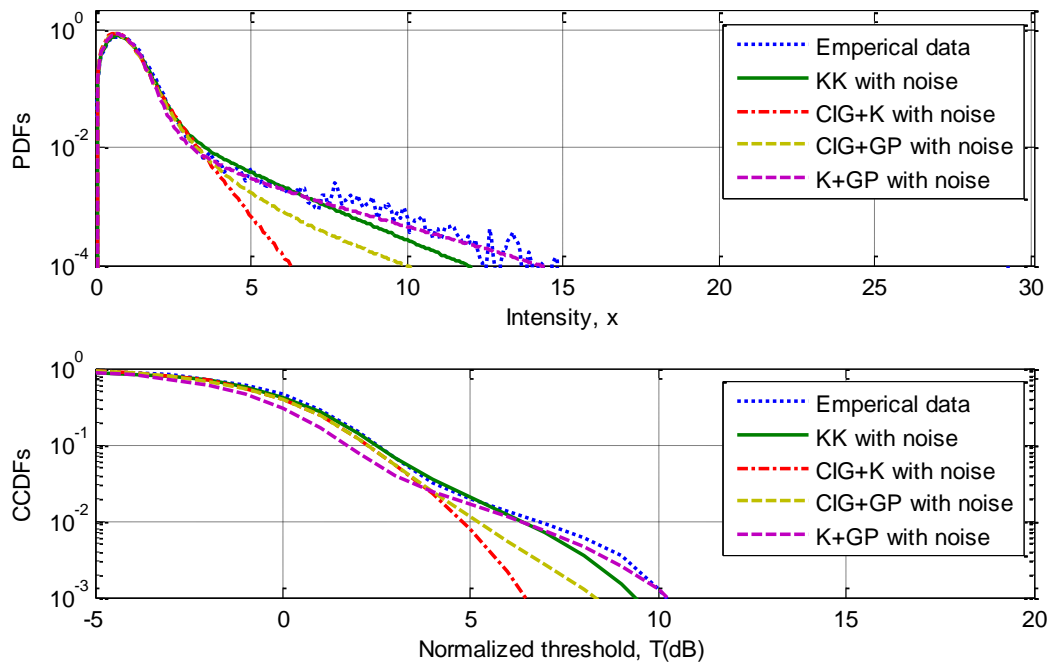 10^0
10^-2
10^-4
PDFs
0 5 10 15 20 25 30
Intensity, x
Emperical data
KK with noise
CIG+K with noise
CIG+GP with noise
K+GP with noise
10^0
10^-1
10^-2
10^-3
CCDFs
-5 0 5 10 15 20
Normalized threshold, T(dB)
Emperical data
KK with noise
CIG+K with noise
CIG+GP with noise
K+GP with noise